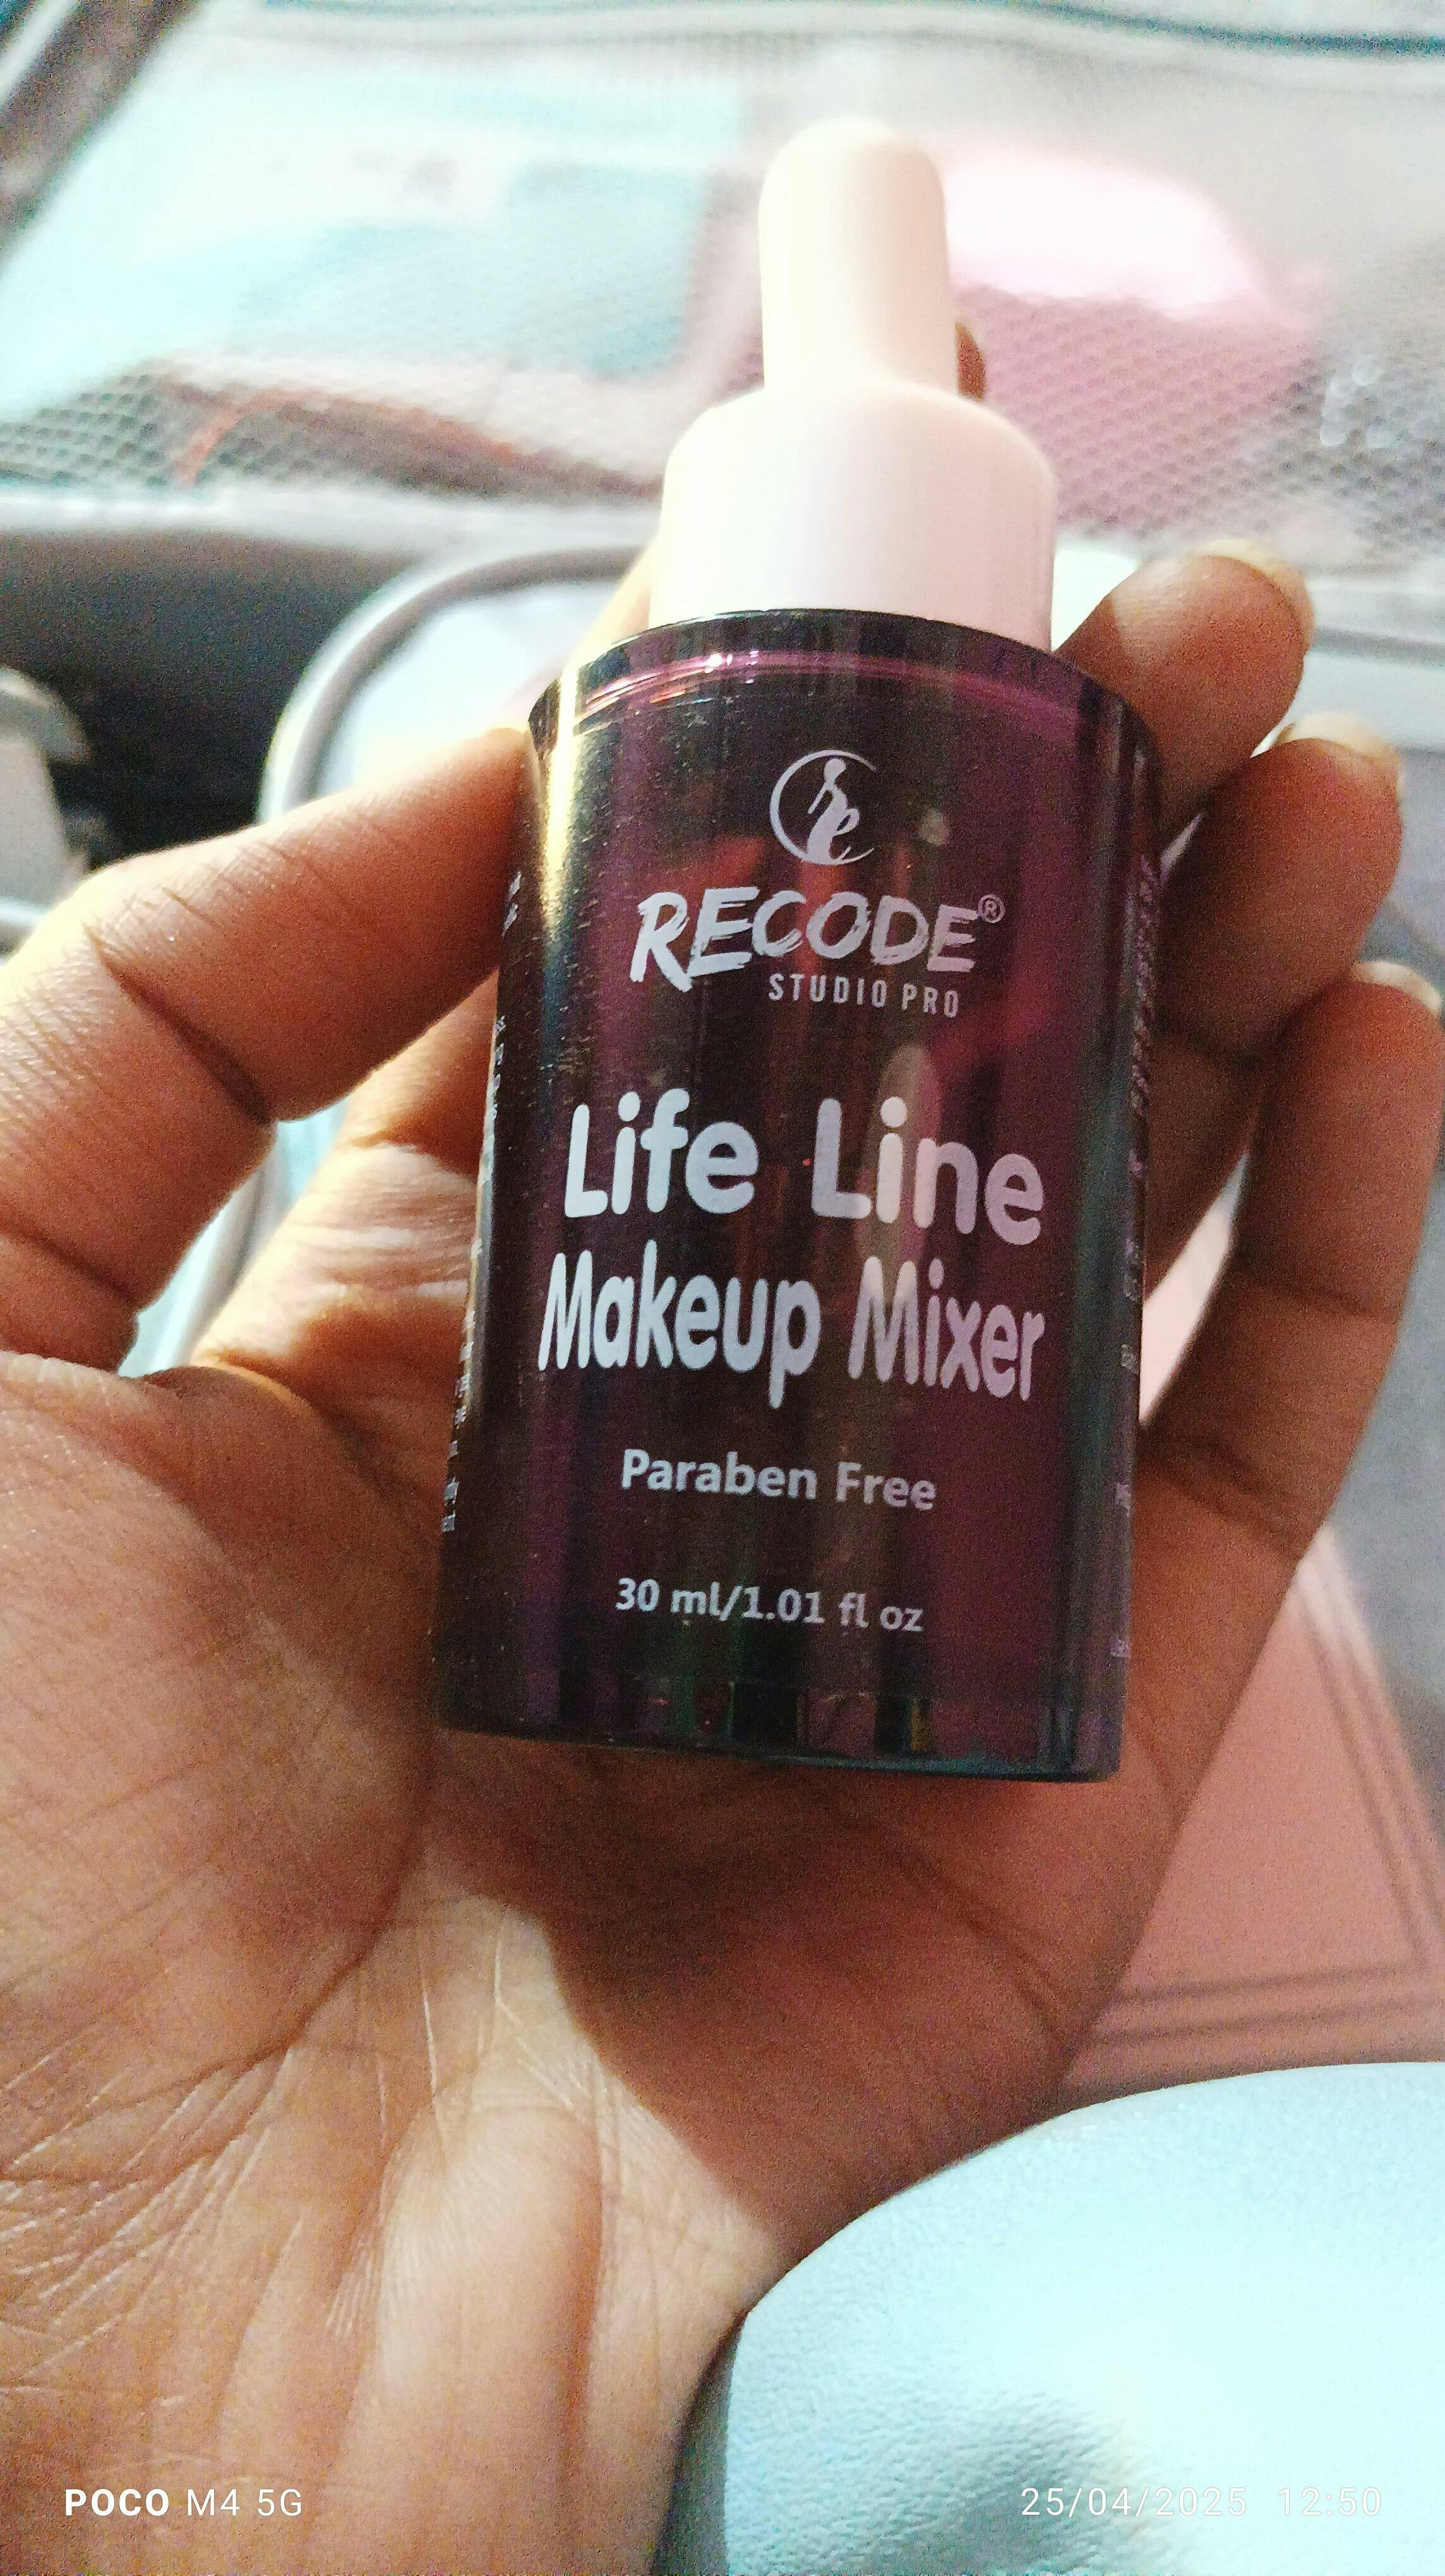 RECODE®
STUDIO PRO
Life Line
Makeup Mixer
Paraben Free
30 ml/1.01 fl oz
POCO M4 5G
25/04/2025 12:50